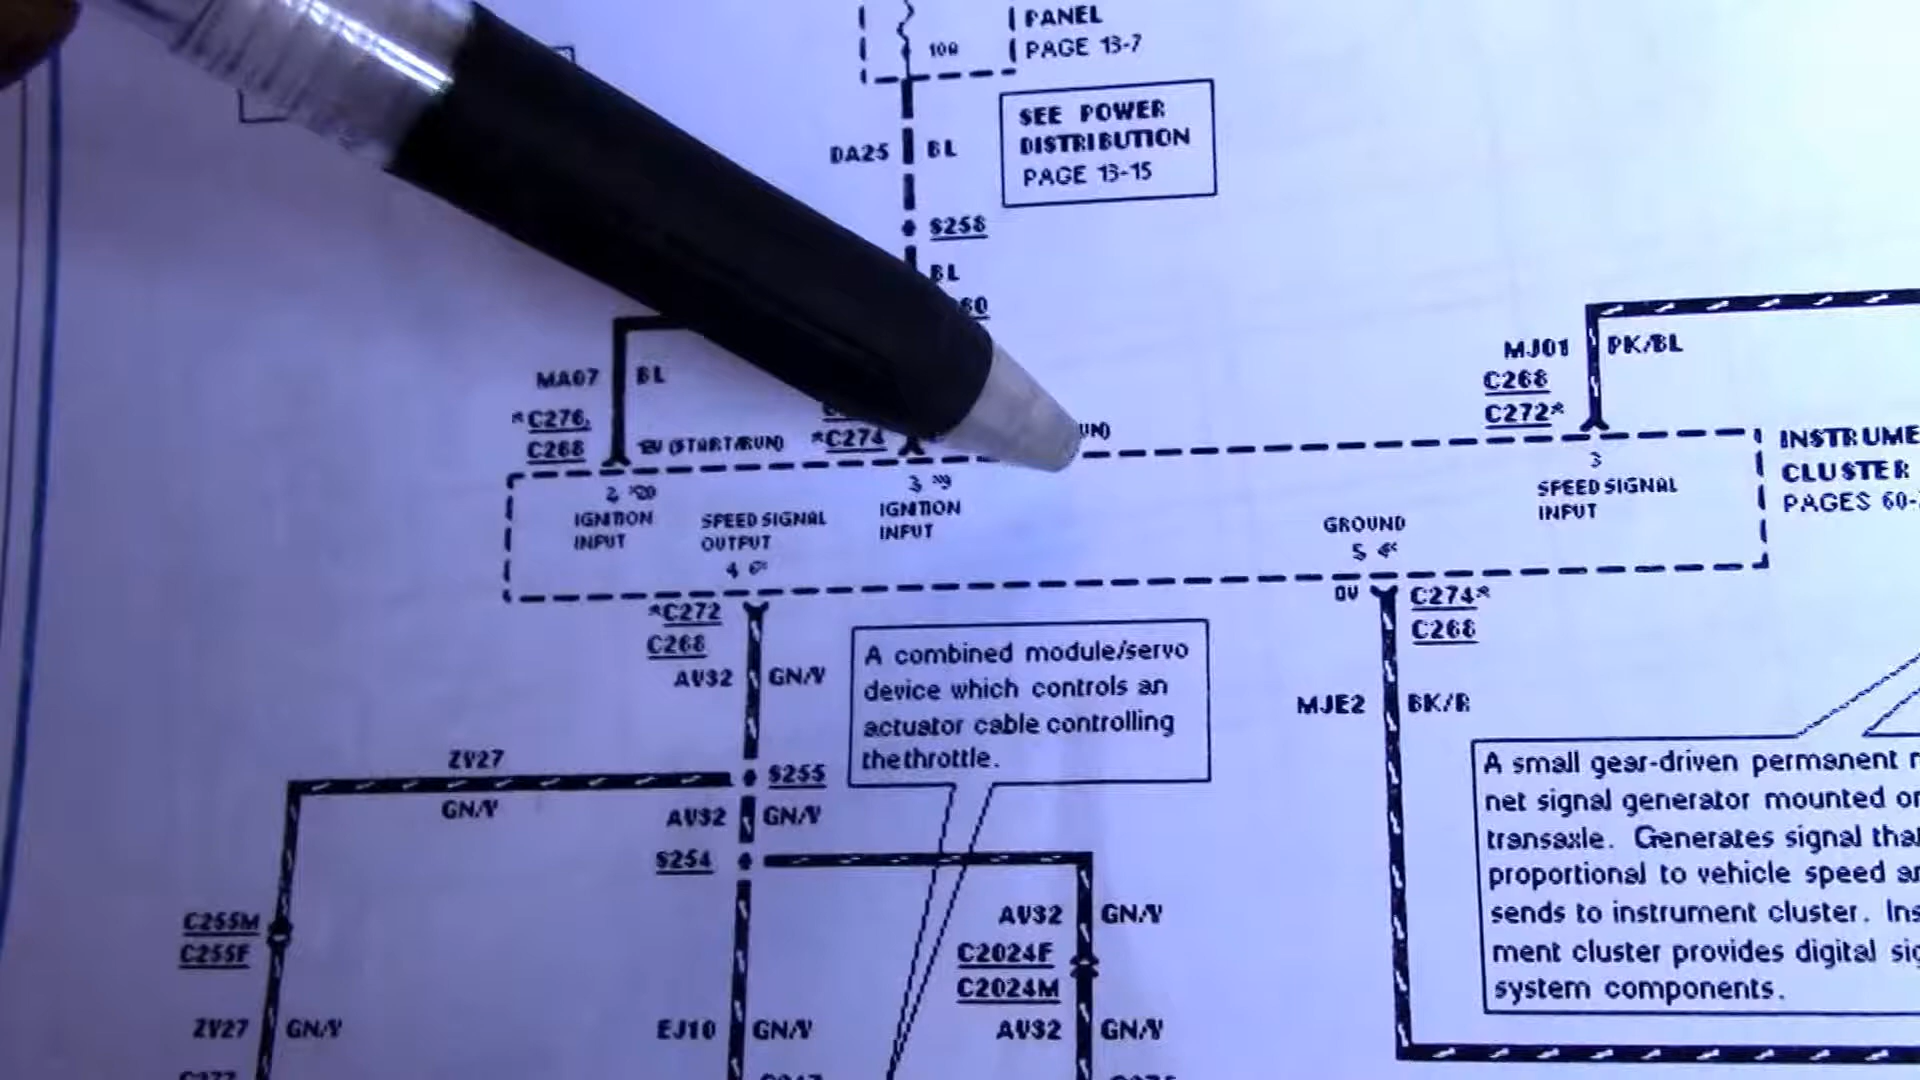 PANEL
PAGE 13-7
SEE POWER
DISTRIBUTION
PAGE 13-15
DA25 BL
S258
BL
MJ01 PK/BL
C268
C272*
MA07 BL
*C276,
C268
12V (START/RUN)
*C274
INSTRUME
CLUSTER
PAGES 60-
3
SPEED SIGNAL
INPUT
IGNITION
INPUT
SPEED SIGNAL
OUTPUT
IGNITION
INPUT
GROUND
0V
C274*
C268
*C272
C268
AV32 GN/Y
A combined module/servo
device which controls an
actuator cable controlling
the throttle.
MJE2 BK/R
ZV27
GN/Y
S255
AV32 GN/Y
S254
A small gear-driven permanent
net signal generator mounted
transaxle. Generates signal
proportional to vehicle speed
sends to instrument cluster.
ment cluster provides digital
system components.
C255M
C255F
AV32 GN/Y
C2024F
C2024M
ZV27 GN/Y
EJ10 GN/Y
AV32 GN/Y